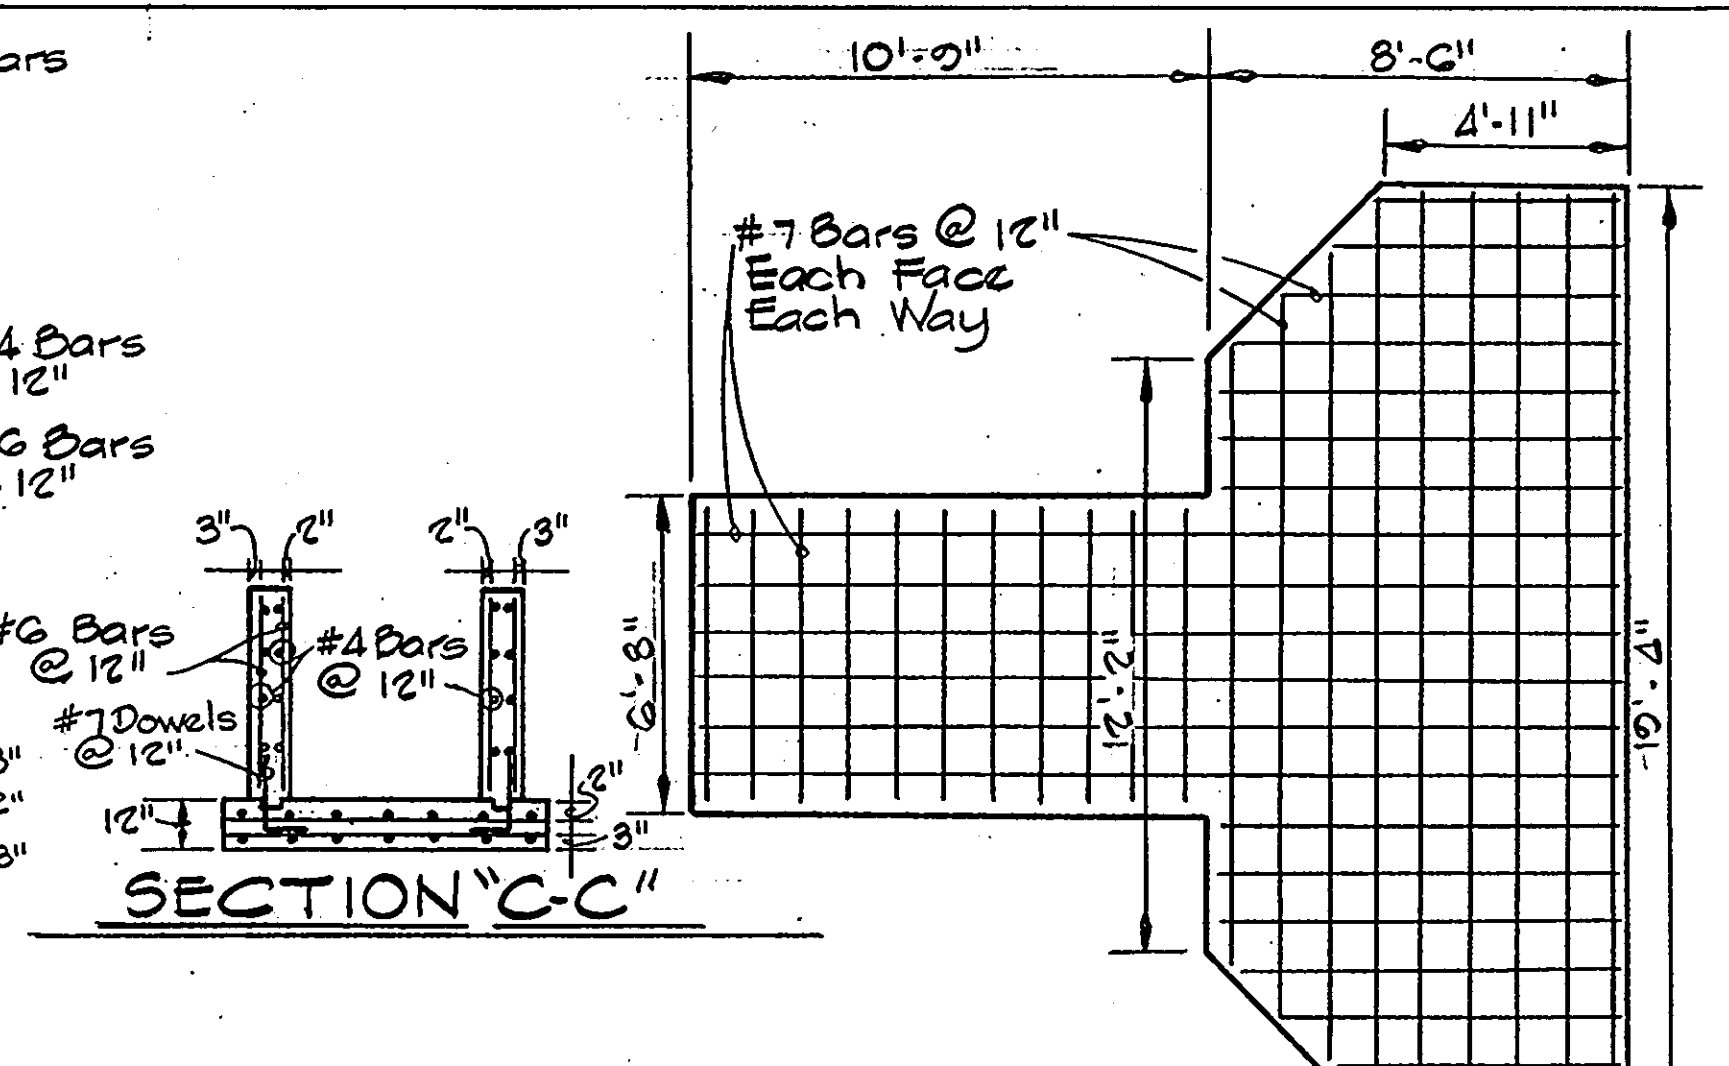 ars
10'-9"
8'-6"
4'-11"
#7 Bars @ 12"
Each Face
Each Way
4 Bars
12"
6 Bars
12"
3"
2"
2"
3"
#6 Bars
@ 12"
#4 Bars
@ 12"
#7 Dowels
@ 12"
3"
2"
3"
12"
2"
3"
6'-8"
12'-2"
19'-4"
SECTION "C-C"